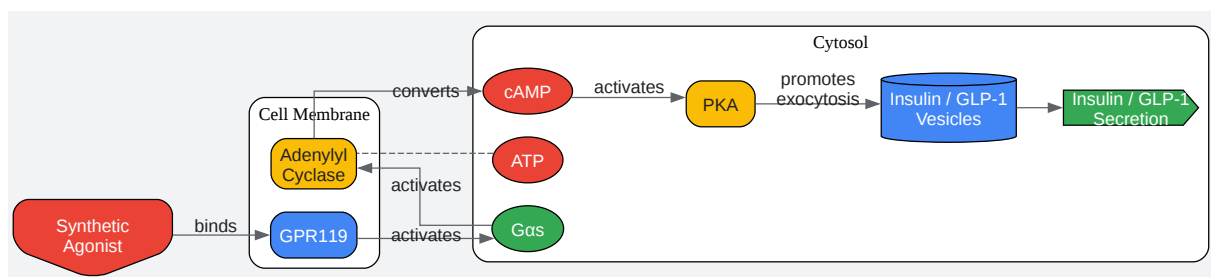 Cytosol
cAMP
converts
activates
PKA
promotes
exocytosis
Insulin / GLP-1
Vesicles
Insulin / GLP-1
Secretion
Cell Membrane
Adenylyl
Cyclase
ATP
activates
Synthetic
Agonist
binds
GPR119
activates
Gαs